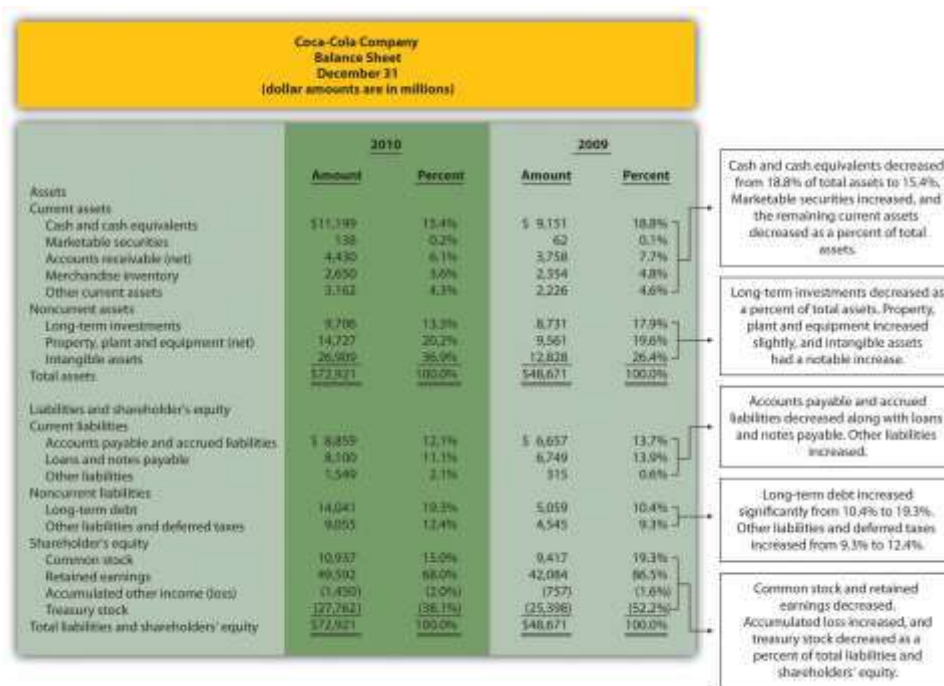 Coca-Cola Company
Balance Sheet
December 31
(dollar amounts are in millions)
2010 2009
Amount Percent Amount Percent
Assets
Current assets
Cash and cash equivalents $11,199 15.4% $ 9,151 18.8%
Marketable securities 138 0.2% 62 0.1%
Accounts receivable (net) 4,430 6.1% 3,758 7.7%
Merchandise inventory 2,650 3.6% 2,354 4.8%
Other current assets 3,162 4.3% 2,226 4.6%
Noncurrent assets
Long-term investments 9,706 13.3% 8,731 17.9%
Property, plant and equipment (net) 14,727 20.2% 9,561 19.6%
Intangible assets 26,909 36.9% 12,828 26.4%
Total assets $72,921 100.0% $48,671 100.0%
Liabilities and shareholder's equity
Current liabilities
Accounts payable and accrued liabilities $ 8,859 12.1% $ 6,657 13.7%
Loans and notes payable 8,100 11.1% 6,749 13.9%
Other liabilities 1,549 2.1% 315 0.6%
Noncurrent liabilities
Long-term debt 14,041 19.3% 5,059 10.4%
Other liabilities and deferred taxes 9,055 12.4% 4,545 9.3%
Shareholder's equity
Common stock 10,937 15.0% 9,417 19.3%
Retained earnings 49,592 68.0% 42,084 86.5%
Accumulated other income (loss) (1,450) (2.0%) (757) (1.6%)
Treasury stock (27,762) (38.1%) (25,398) (52.2%)
Total liabilities and shareholders' equity $72,921 100.0% $48,671 100.0%
Cash and cash equivalents decreased
from 18.8% of total assets to 15.4%.
Marketable securities increased, and
the remaining current assets
decreased as a percent of total
assets.
Long-term investments decreased as
a percent of total assets. Property,
plant and equipment increased
slightly, and intangible assets
had a notable increase.
Accounts payable and accrued
liabilities decreased along with loans
and notes payable. Other liabilities
increased.
Long-term debt increased
significantly from 10.4% to 19.3%.
Other liabilities and deferred taxes
increased from 9.3% to 12.4%.
Common stock and retained
earnings decreased.
Accumulated loss increased, and
treasury stock decreased as a
percent of total liabilities and
shareholders' equity.